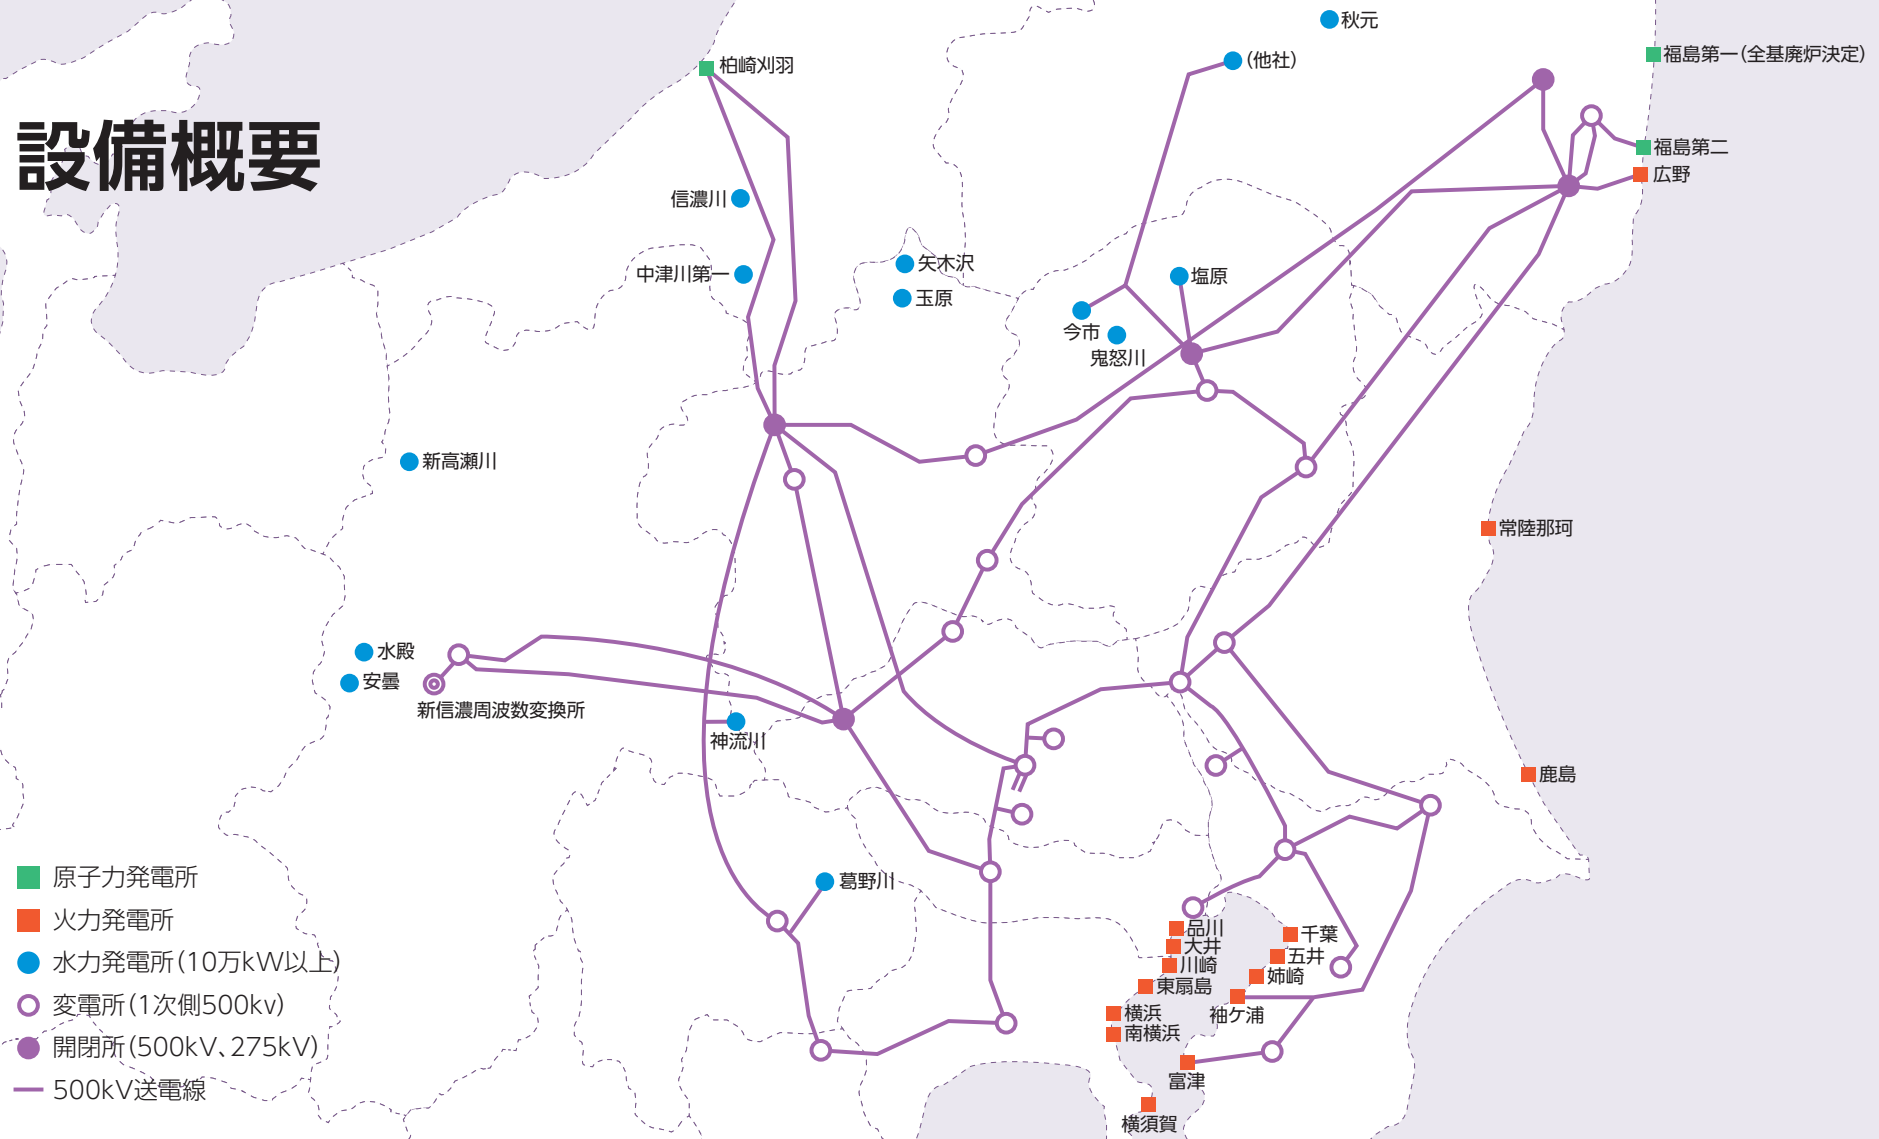 設備概要
秋元
(他社)
福島第一(全基廃炉決定)
柏崎刈羽
福島第二
広野
信濃川
中津川第一
矢木沢
玉原
塩原
今市
鬼怒川
新高瀬川
常陸那珂
水殿
安曇
新信濃周波数変換所
神流川
鹿島
葛野川
品川
大井
川崎
東扇島
横浜
南横浜
千葉
五井
姉崎
袖ケ浦
富津
横須賀
原子力発電所
火力発電所
水力発電所(10万kW以上)
変電所(1次側500kv)
開閉所(500kV、275kV)
500kV送電線